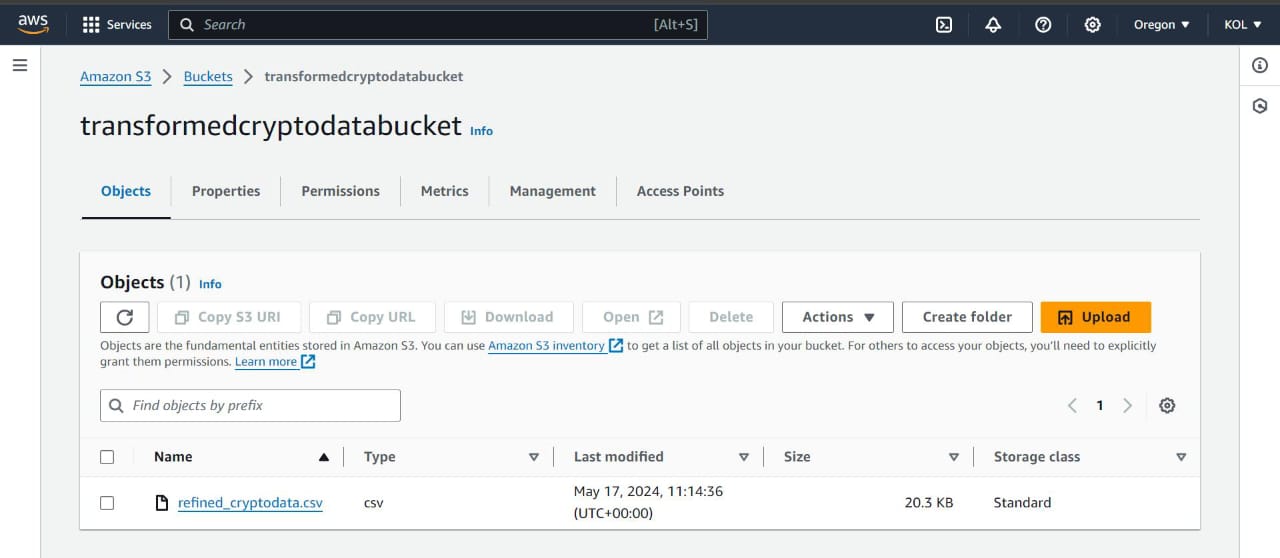 aws Services Search [Alt+S] Oregon KOL
Amazon S3 Buckets transformedcryptodatabucket
transformedcryptodatabucket Info
Objects Properties Permissions Metrics Management Access Points
Objects (1) Info
Copy S3 URI Copy URL Download Open Delete Actions Create folder Upload
Objects are the fundamental entities stored in Amazon S3. You can use Amazon S3 inventory to get a list of all objects in your bucket. For others to access your objects, you'll need to explicitly
grant them permissions. Learn more
Find objects by prefix 1
Name Type Last modified Size Storage class
refined_cryptodata.csv csv May 17, 2024, 11:14:36 20.3 KB Standard
(UTC+00:00)